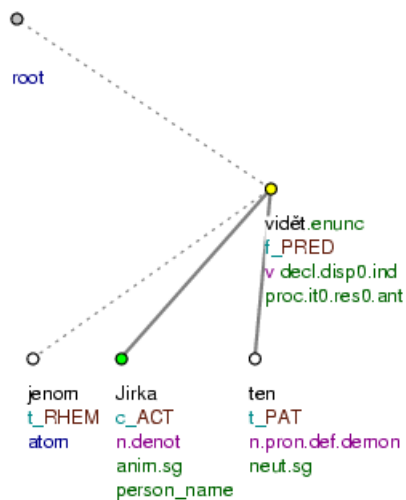 root
vidět.enunc
f_PRED
v decl.disp0.ind
proc.it0.res0.ant
jenom
t_RHEM
atom
Jirka
c_ACT
n.denot
anim.sg
person_name
ten
t_PAT
n.pron.def.demon
neut.sg